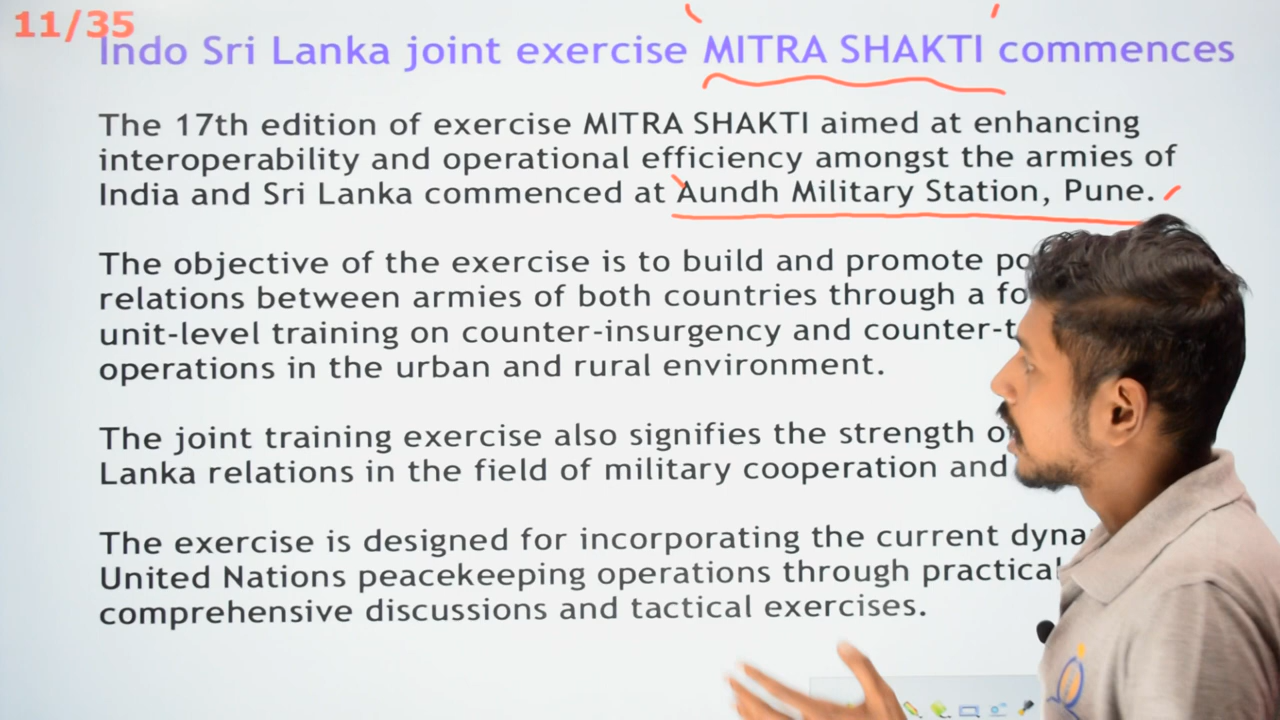 11/35
Indo Sri Lanka joint exercise MITRA SHAKTI commences
The 17th edition of exercise MITRA SHAKTI aimed at enhancing
interoperability and operational efficiency amongst the armies of
India and Sri Lanka commenced at Aundh Military Station, Pune.
The objective of the exercise is to build and promote
relations between armies of both countries through a
unit-level training on counter-insurgency and
operations in the urban and rural environment.
The joint training exercise also signifies the strength
Lanka relations in the field of military cooperation and
The exercise is designed for incorporating the current
United Nations peacekeeping operations through practical
comprehensive discussions and tactical exercises.